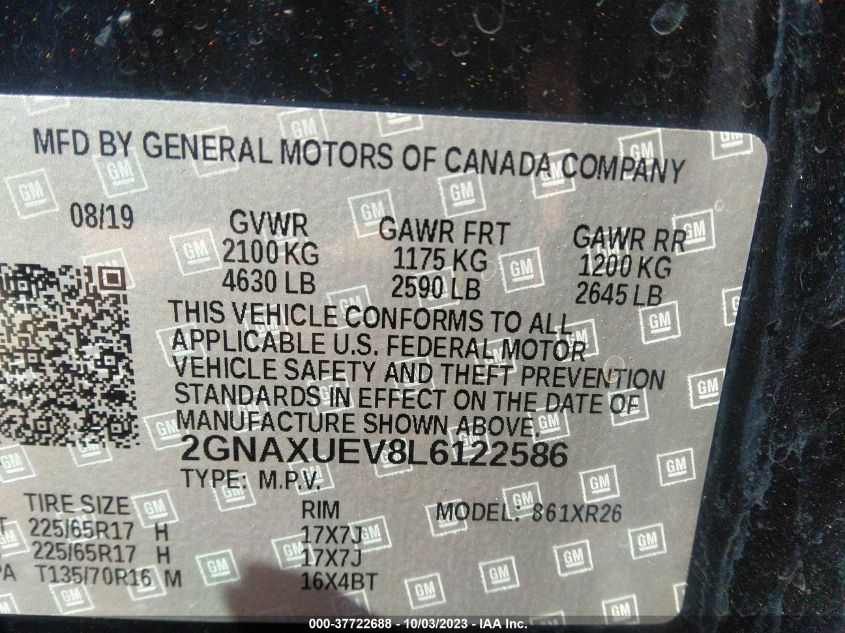 MFD BY GENERAL MOTORS OF CANADA COMPANY
08/19 GVWR GAWR FRT GAWR RR
2100 KG 1175 KG 1200 KG
4630 LB 2590 LB 2645 LB
THIS VEHICLE CONFORMS TO ALL
APPLICABLE U.S. FEDERAL MOTOR
VEHICLE SAFETY AND THEFT PREVENTION
STANDARDS IN EFFECT ON THE DATE OF
MANUFACTURE SHOWN ABOVE.
2GNAXUEV8L6122586
TYPE: M.P.V.
TIRE SIZE RIM MODEL: 861XR26
225/65R17 H 17X7J
225/65R17 H 17X7J
T135/70R16 M 16X4BT
GM
000-37722688 - 10/03/2023 - IAA Inc.